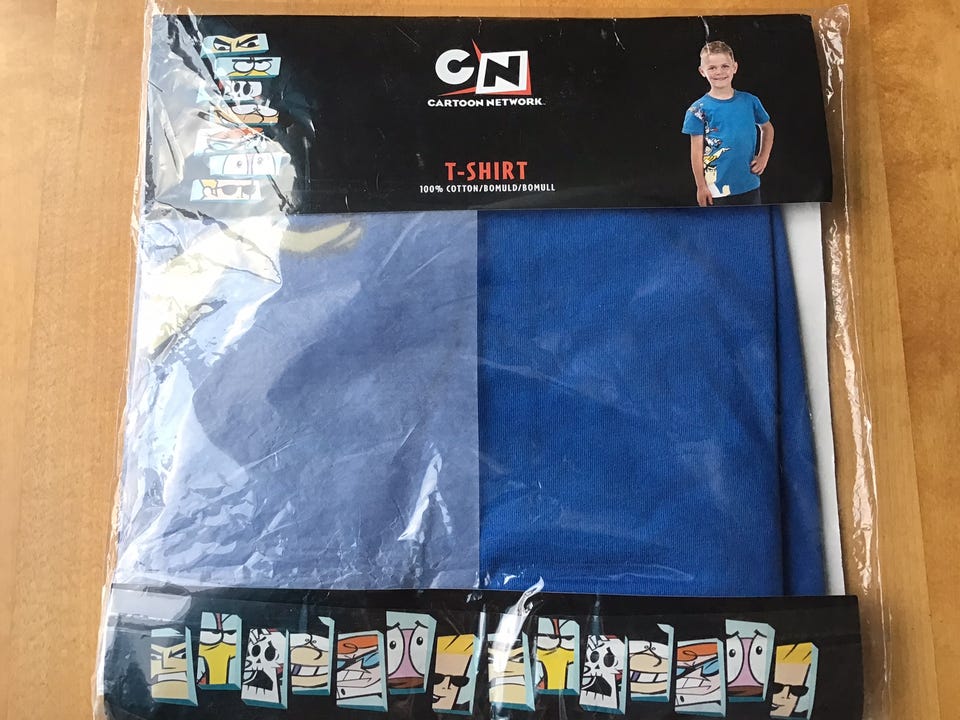 CN
CARTOON NETWORK
T-SHIRT
100% COTTON/BOMULD/BOMULL